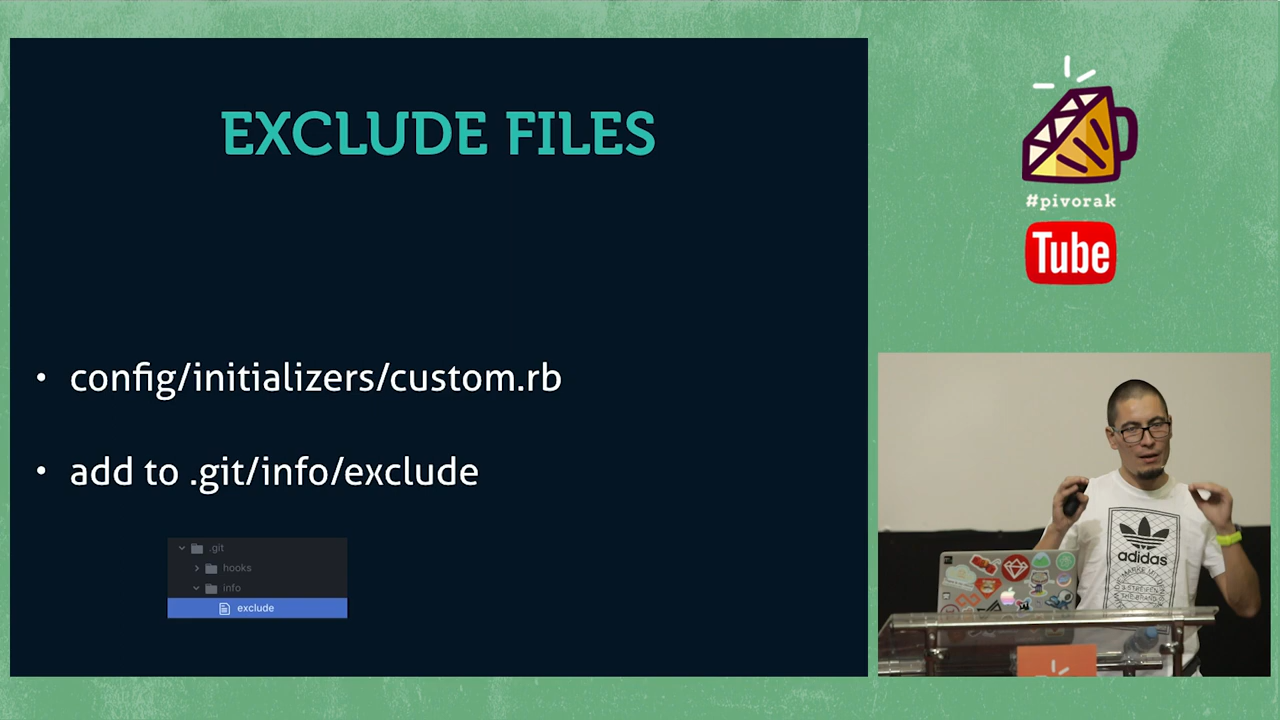 EXCLUDE FILES
• config/initializers/custom.rb
• add to .git/info/exclude
.git
hooks
info
exclude
#pivorak
Tube
adidas